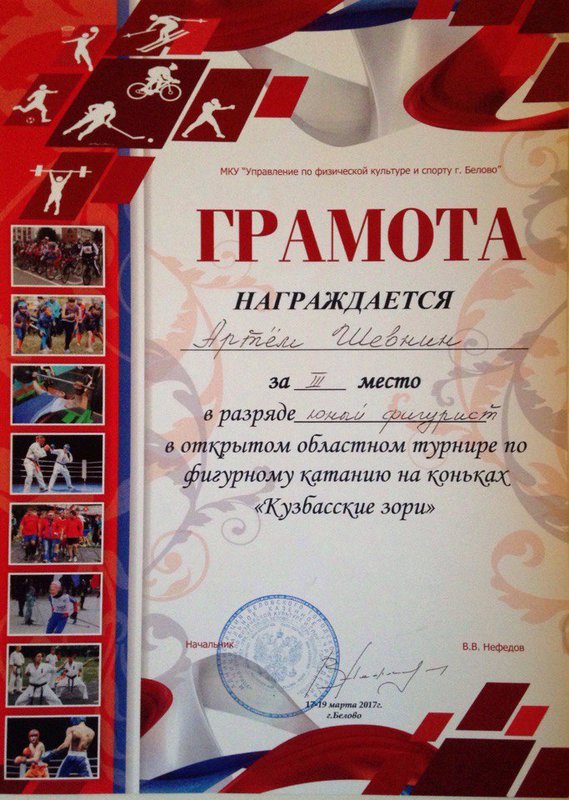 МКУ "Управление по физической культуре и спорту г. Белово"
ГРАМОТА
НАГРАЖДАЕТСЯ
Артём Шевнин
за III место
в разряде юный фигурист
в открытом областном турнире по
фигурному катанию на коньках
«Кузбасские зори»
Начальник В.В. Нефедов
17-19 марта 2017г.
г.Белово